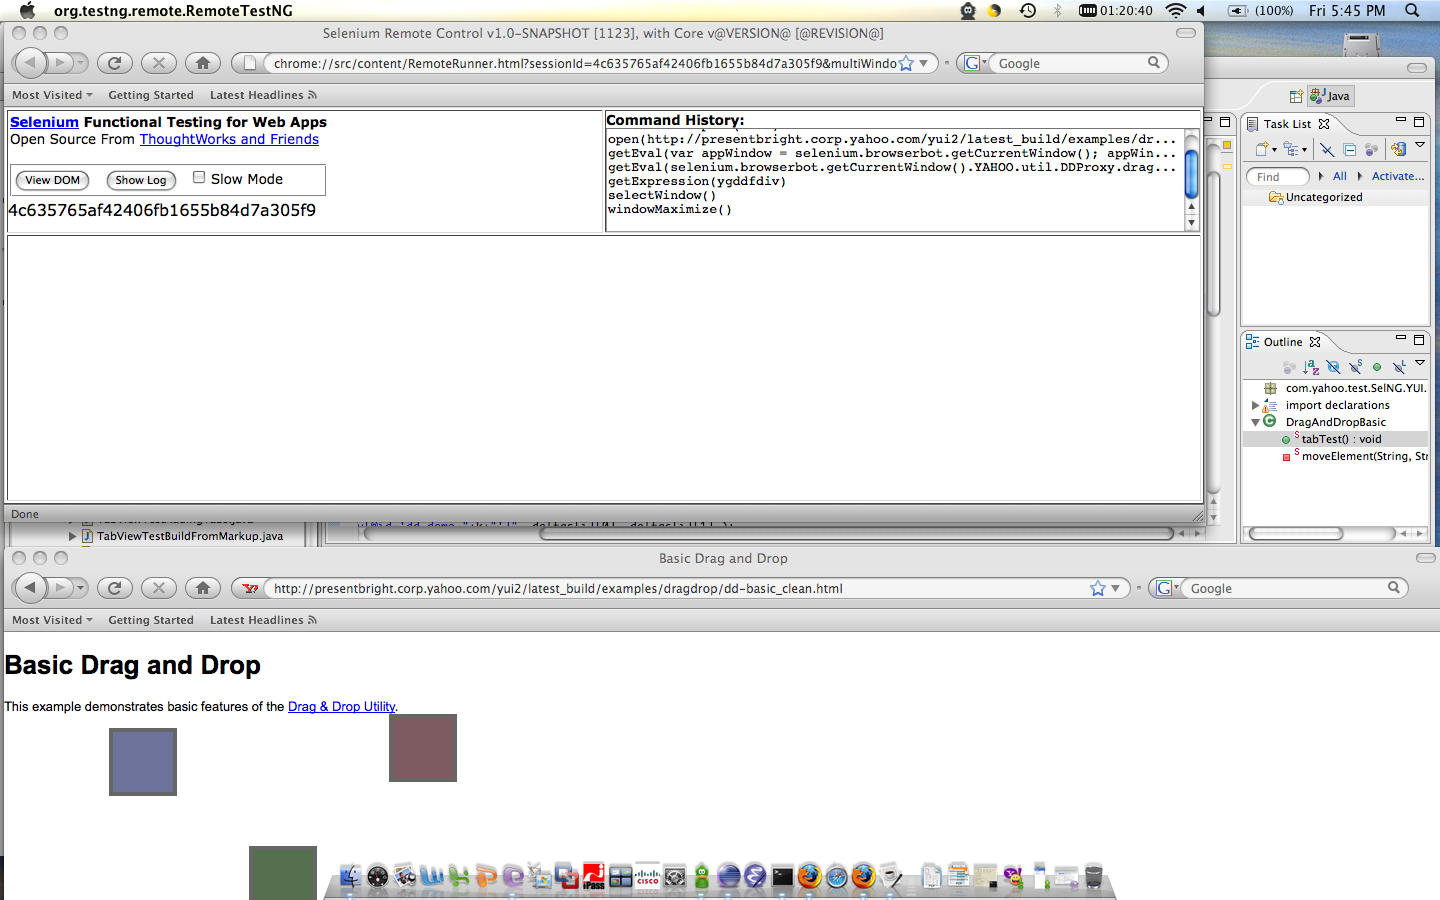 org.testng.remote.RemoteTestNG
01:20:40
(100%)
Fri 5:45 PM
Selenium Remote Control v1.0-SNAPSHOT [1123], with Core v@VERSION@ [@REVISION@]
chrome://src/content/RemoteRunner.html?sessionId=4c635765af42406fb1655b84d7a305f9&multiWindo
Google
Most Visited
Getting Started
Latest Headlines
Selenium Functional Testing for Web Apps
Open Source From ThoughtWorks and Friends
View DOM
Show Log
Slow Mode
4c635765af42406fb1655b84d7a305f9
Command History:
open(http://presentbright.corp.yahoo.com/yui2/latest_build/examples/dr...
getEval(var appWindow = selenium.browserbot.getCurrentWindow(); appWin...
getEval(selenium.browserbot.getCurrentWindow().YAHOO.util.DDProxy.drag...
getExpression(ygddfdiv)
selectWindow()
windowMaximize()
Done
Java
Task List
Find
All
Activate...
Uncategorized
Outline
com.yahoo.test.SelNG.YUI.
import declarations
DragAndDropBasic
tabTest() : void
moveElement(String, Str
TabViewTestBuildFromMarkup.java
Basic Drag and Drop
http://presentbright.corp.yahoo.com/yui2/latest_build/examples/dragdrop/dd-basic_clean.html
Google
Most Visited
Getting Started
Latest Headlines
Basic Drag and Drop
This example demonstrates basic features of the Drag & Drop Utility.
iPass
CISCO